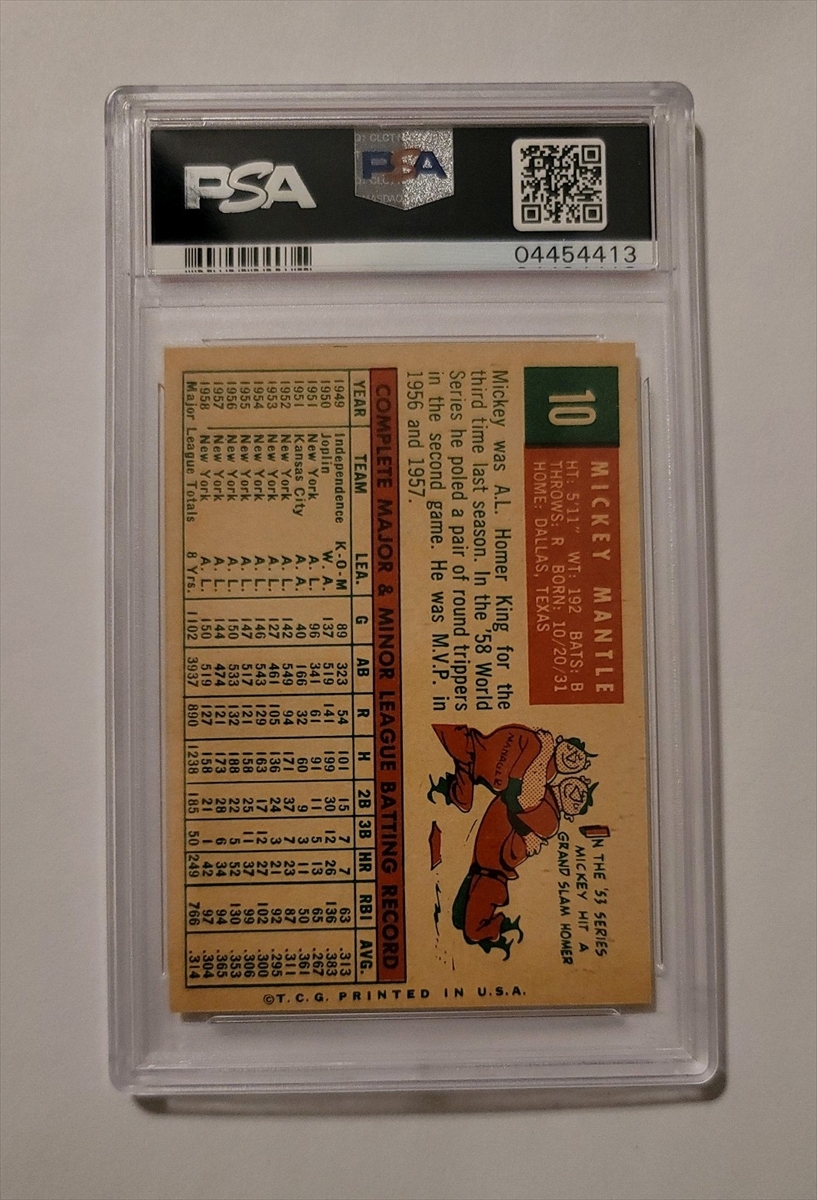 PSA
PSA
04454413
10
MICKEY MANTLE
HT: 5'11" WT: 192 BATS: B
THROWS: R BORN: 10/20/31
HOME: DALLAS, TEXAS
Mickey was A.L. Homer King for the
third time last season. In the '58 World
Series he poled a pair of round trippers
in the second game. He was M.V.P. in
1956 and 1957.
MANAGER
IN THE '53 SERIES
MICKEY HIT A
GRAND SLAM HOMER
COMPLETE MAJOR & MINOR LEAGUE BATTING RECORD
YEAR TEAM LEA. G AB R H 2B 3B HR RBI AVG.
1949 Independence K-O-M 89 323 54 101 15 7 7 63 .313
1950 Joplin W. A. 137 519 141 199 30 12 26 136 .383
1951 New York A. L. 96 341 61 91 11 5 13 65 .267
1951 Kansas City A. A. 40 166 32 60 9 3 11 50 .361
1952 New York A. L. 142 549 94 171 37 7 23 87 .311
1953 New York A. L. 127 461 105 136 24 3 21 92 .295
1954 New York A. L. 146 543 129 163 17 12 27 102 .300
1955 New York A. L. 147 517 121 158 25 11 37 99 .306
1956 New York A. L. 150 533 132 188 22 5 52 130 .353
1957 New York A. L. 144 474 121 173 28 6 34 94 .365
1958 New York A. L. 150 519 127 158 21 1 42 97 .304
Major League Totals 8 Yrs. 1102 3937 890 1238 185 50 249 766 .314
©T.C.G. PRINTED IN U.S.A.